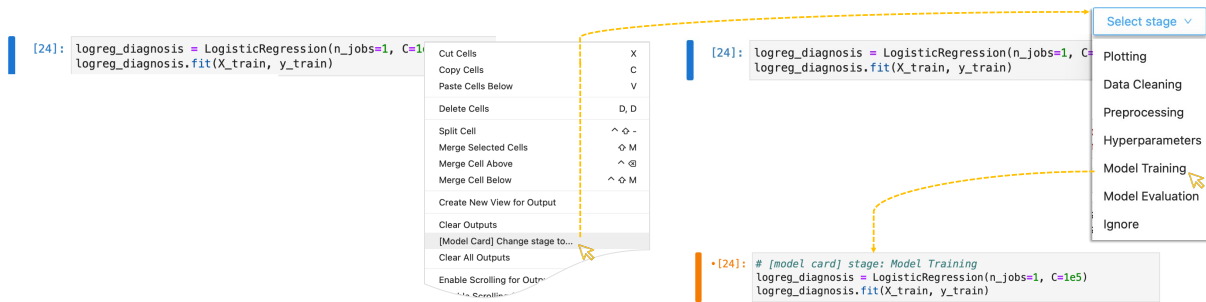 [24]: logreg_diagnosis = LogisticRegression(n_jobs=1, C=1e
logreg_diagnosis.fit(X_train, y_train)
Cut Cells X
Copy Cells C
Paste Cells Below V
Delete Cells D, D
Split Cell ^ ⇧ -
Merge Selected Cells ⇧ M
Merge Cell Above ^ ⌫
Merge Cell Below ^ ⇧ M
Create New View for Output
Clear Outputs
[Model Card] Change stage to...
Clear All Outputs
Enable Scrolling for Outp
Scrolling
Select stage
[24]: logreg_diagnosis = LogisticRegression(n_jobs=1, C=
logreg_diagnosis.fit(X_train, y_train)
Plotting
Data Cleaning
Preprocessing
Hyperparameters
Model Training
Model Evaluation
Ignore
•[24]: # [model card] stage: Model Training
logreg_diagnosis = LogisticRegression(n_jobs=1, C=1e5)
logreg_diagnosis.fit(X_train, y_train)